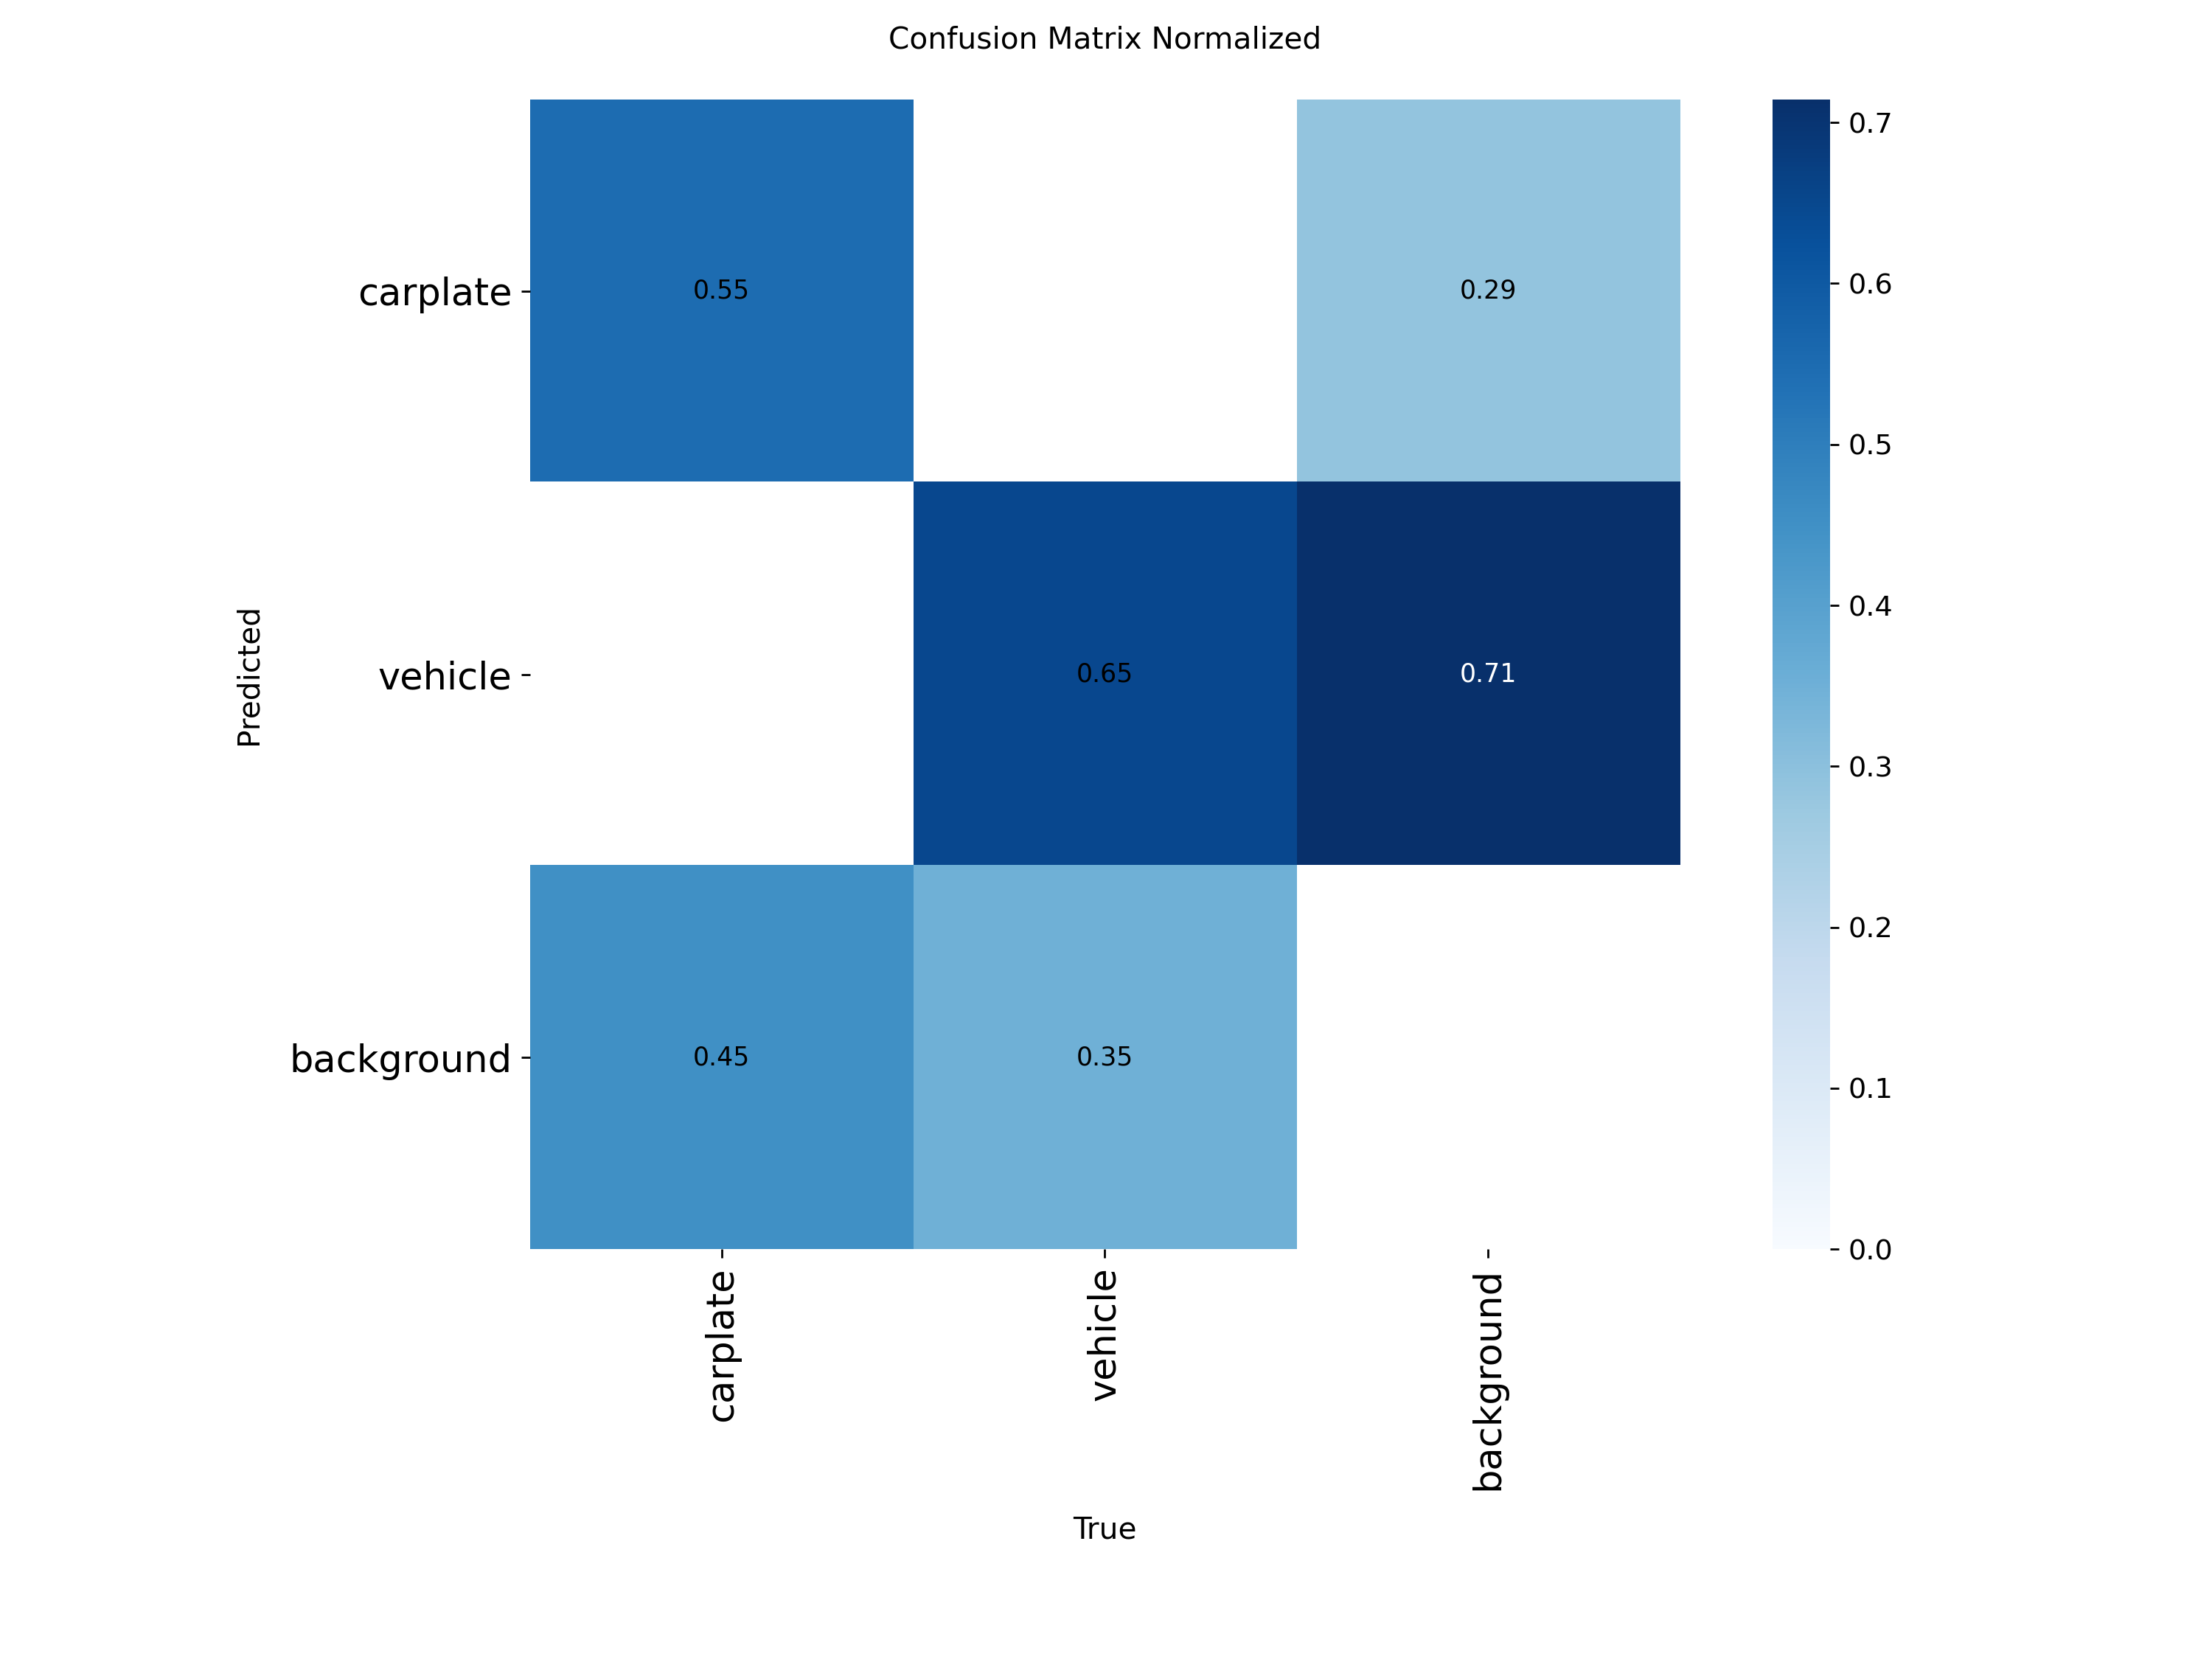 Confusion Matrix Normalized
carplate
vehicle
background
Predicted
0.55
0.29
0.65
0.71
0.45
0.35
carplate
vehicle
background
True
0.7
0.6
0.5
0.4
0.3
0.2
0.1
0.0